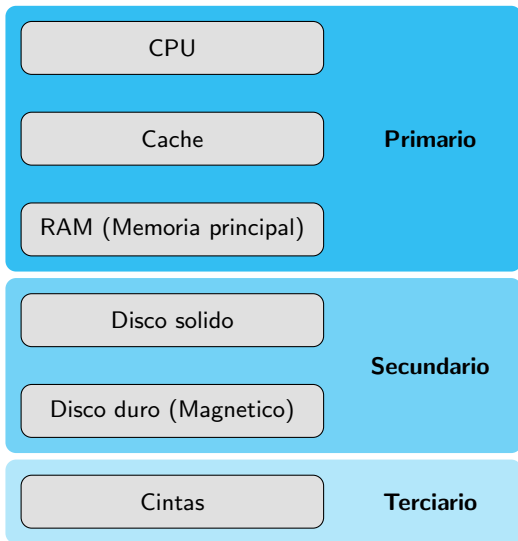 CPU
Cache
Primario
RAM (Memoria principal)
Disco solido
Secundario
Disco duro (Magnetico)
Cintas
Terciario